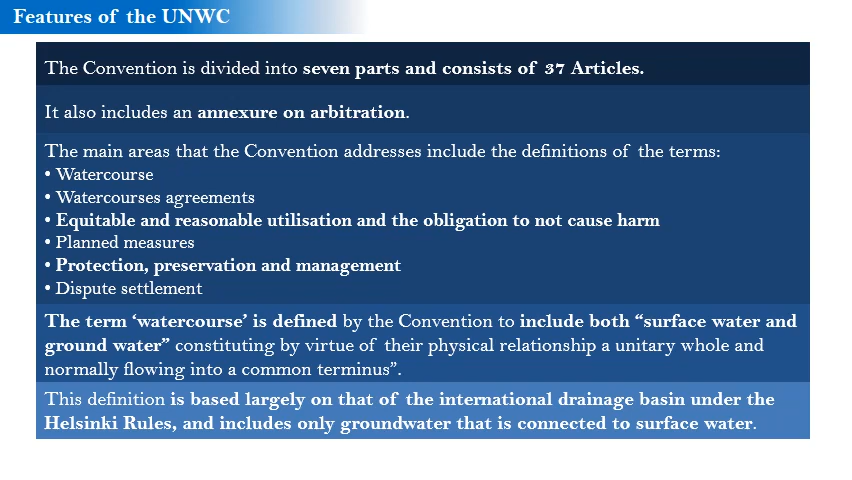 Features of the UNWC
The Convention is divided into seven parts and consists of 37 Articles.
It also includes an annexure on arbitration.
The main areas that the Convention addresses include the definitions of the terms:
• Watercourse
• Watercourses agreements
• Equitable and reasonable utilisation and the obligation to not cause harm
• Planned measures
• Protection, preservation and management
• Dispute settlement
The term ‘watercourse’ is defined by the Convention to include both “surface water and
ground water” constituting by virtue of their physical relationship a unitary whole and
normally flowing into a common terminus”.
This definition is based largely on that of the international drainage basin under the
Helsinki Rules, and includes only groundwater that is connected to surface water.